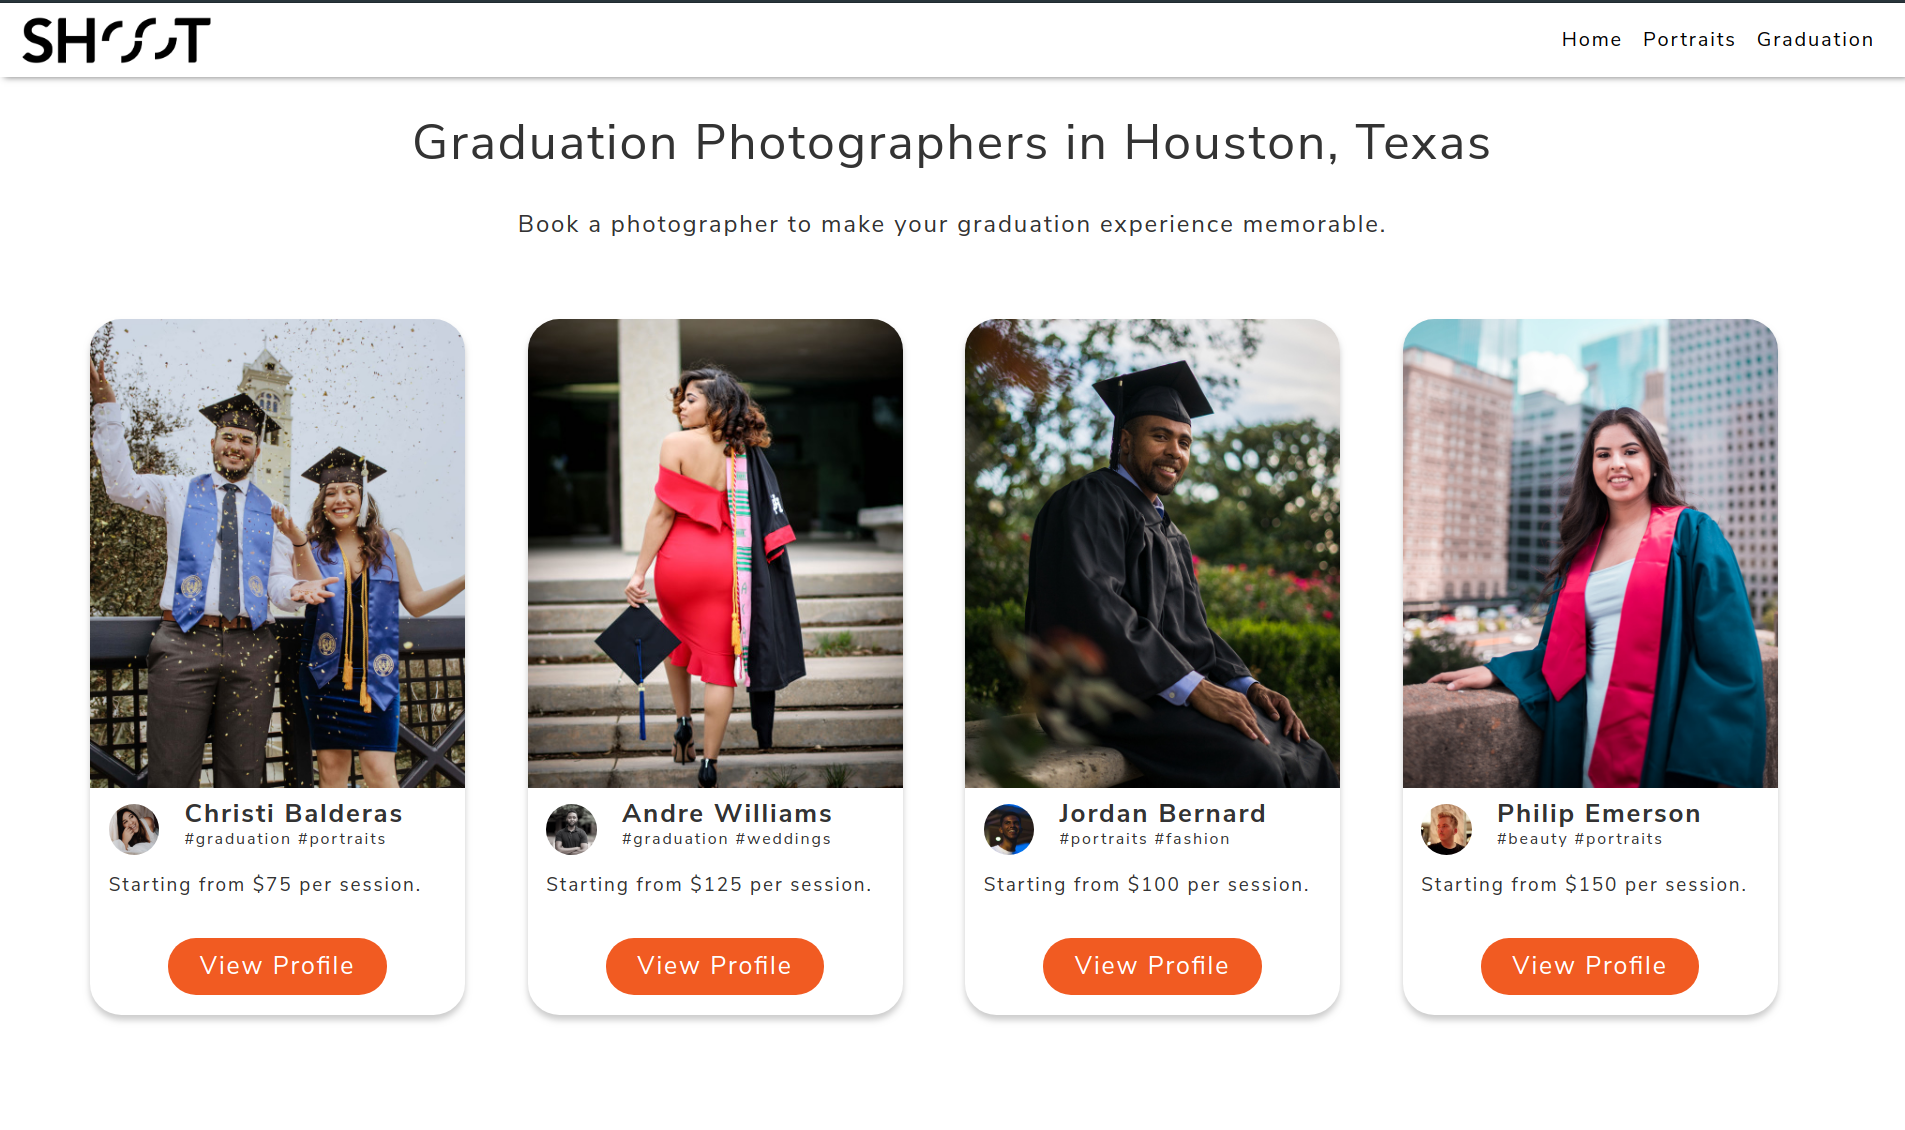 SHOOT
Home Portraits Graduation
Graduation Photographers in Houston, Texas
Book a photographer to make your graduation experience memorable.
Christi Balderas
#graduation #portraits
Starting from $75 per session.
View Profile
Andre Williams
#graduation #weddings
Starting from $125 per session.
View Profile
Jordan Bernard
#portraits #fashion
Starting from $100 per session.
View Profile
Philip Emerson
#beauty #portraits
Starting from $150 per session.
View Profile